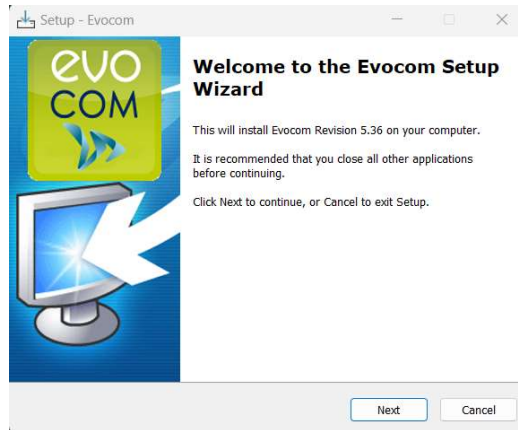 Setup - Evocom
evo
COM
Welcome to the Evocom Setup
Wizard
This will install Evocom Revision 5.36 on your computer.
It is recommended that you close all other applications
before continuing.
Click Next to continue, or Cancel to exit Setup.
Next Cancel